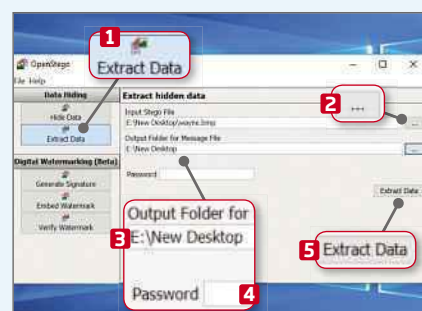 1
Extract Data
OpenStego
File Help
Data Hiding
Hide Data
Extract Data
Digital Watermarking (Beta)
Generate Signature
Embed Watermark
Verify Watermark
Extract hidden data
2
...
Input Stego File
E:\New Desktop\wayne.bmp
...
Output Folder for Message File
E:\New Desktop
...
Password
Extract Data
Output Folder for
3
E:\New Desktop
Password
4
5
Extract Data